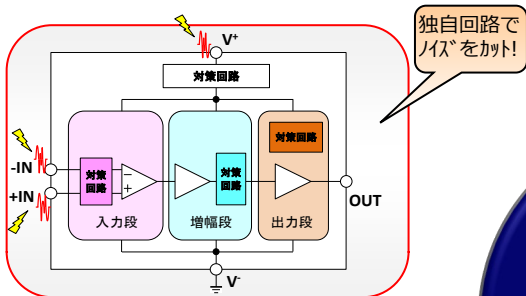 独自回路で
ノイズをカット!
V+
対策回路
対策回路
-IN
+IN
対策
回路
−
+
対策
回路
OUT
入力段
増幅段
出力段
V-